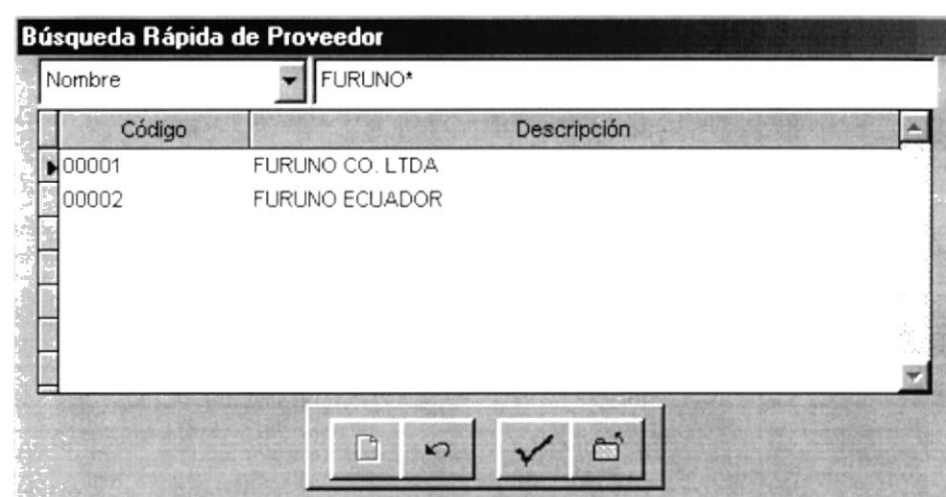 Búsqueda Rápida de Proveedor
Nombre FURUNO*
Código Descripción
00001 FURUNO CO. LTDA
00002 FURUNO ECUADOR